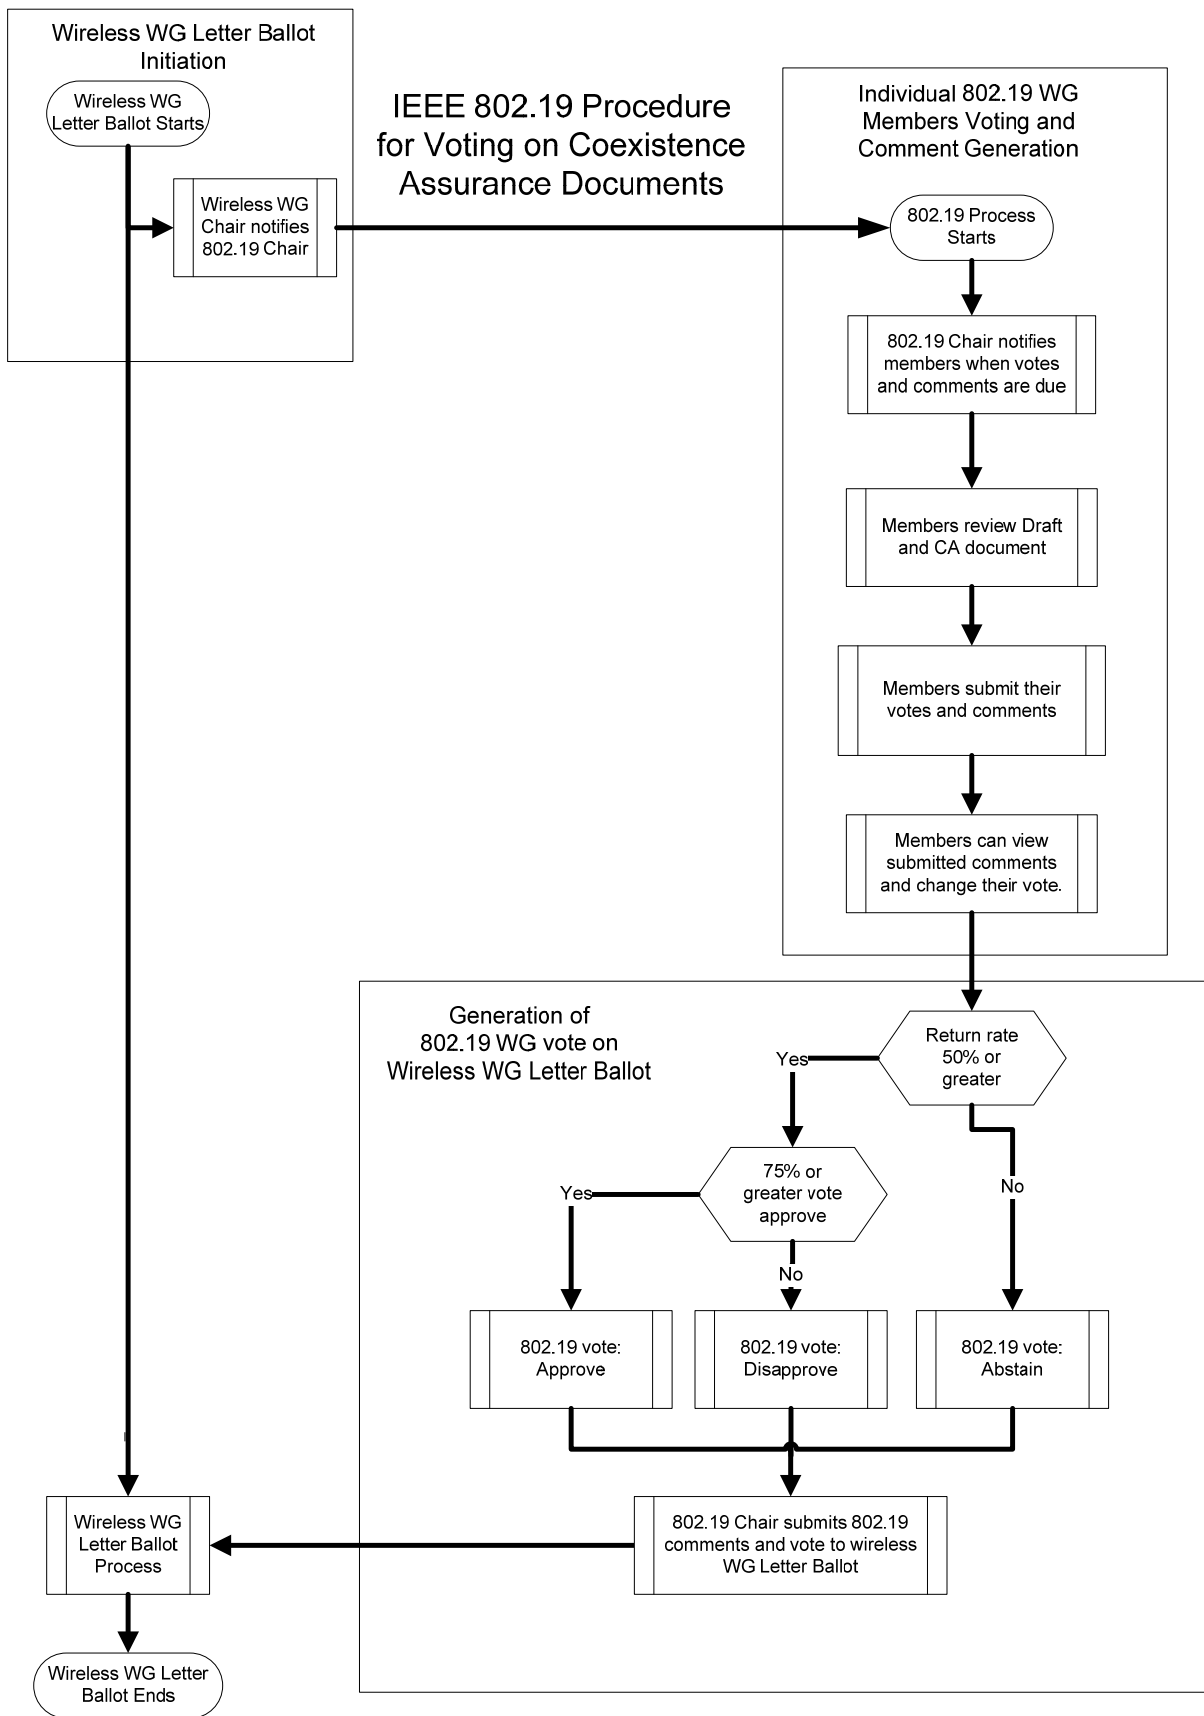 Wireless WG Letter Ballot
Initiation
Wireless WG
Letter Ballot Starts
Wireless WG
Chair notifies
802.19 Chair
IEEE 802.19 Procedure
for Voting on Coexistence
Assurance Documents
Individual 802.19 WG
Members Voting and
Comment Generation
802.19 Process
Starts
802.19 Chair notifies
members when votes
and comments are due
Members review Draft
and CA document
Members submit their
votes and comments
Members can view
submitted comments
and change their vote.
Generation of
802.19 WG vote on
Wireless WG Letter Ballot
Return rate
50% or
greater
Yes
No
75% or
greater vote
approve
Yes
No
802.19 vote:
Approve
802.19 vote:
Disapprove
802.19 vote:
Abstain
802.19 Chair submits 802.19
comments and vote to wireless
WG Letter Ballot
Wireless WG
Letter Ballot
Process
Wireless WG Letter
Ballot Ends